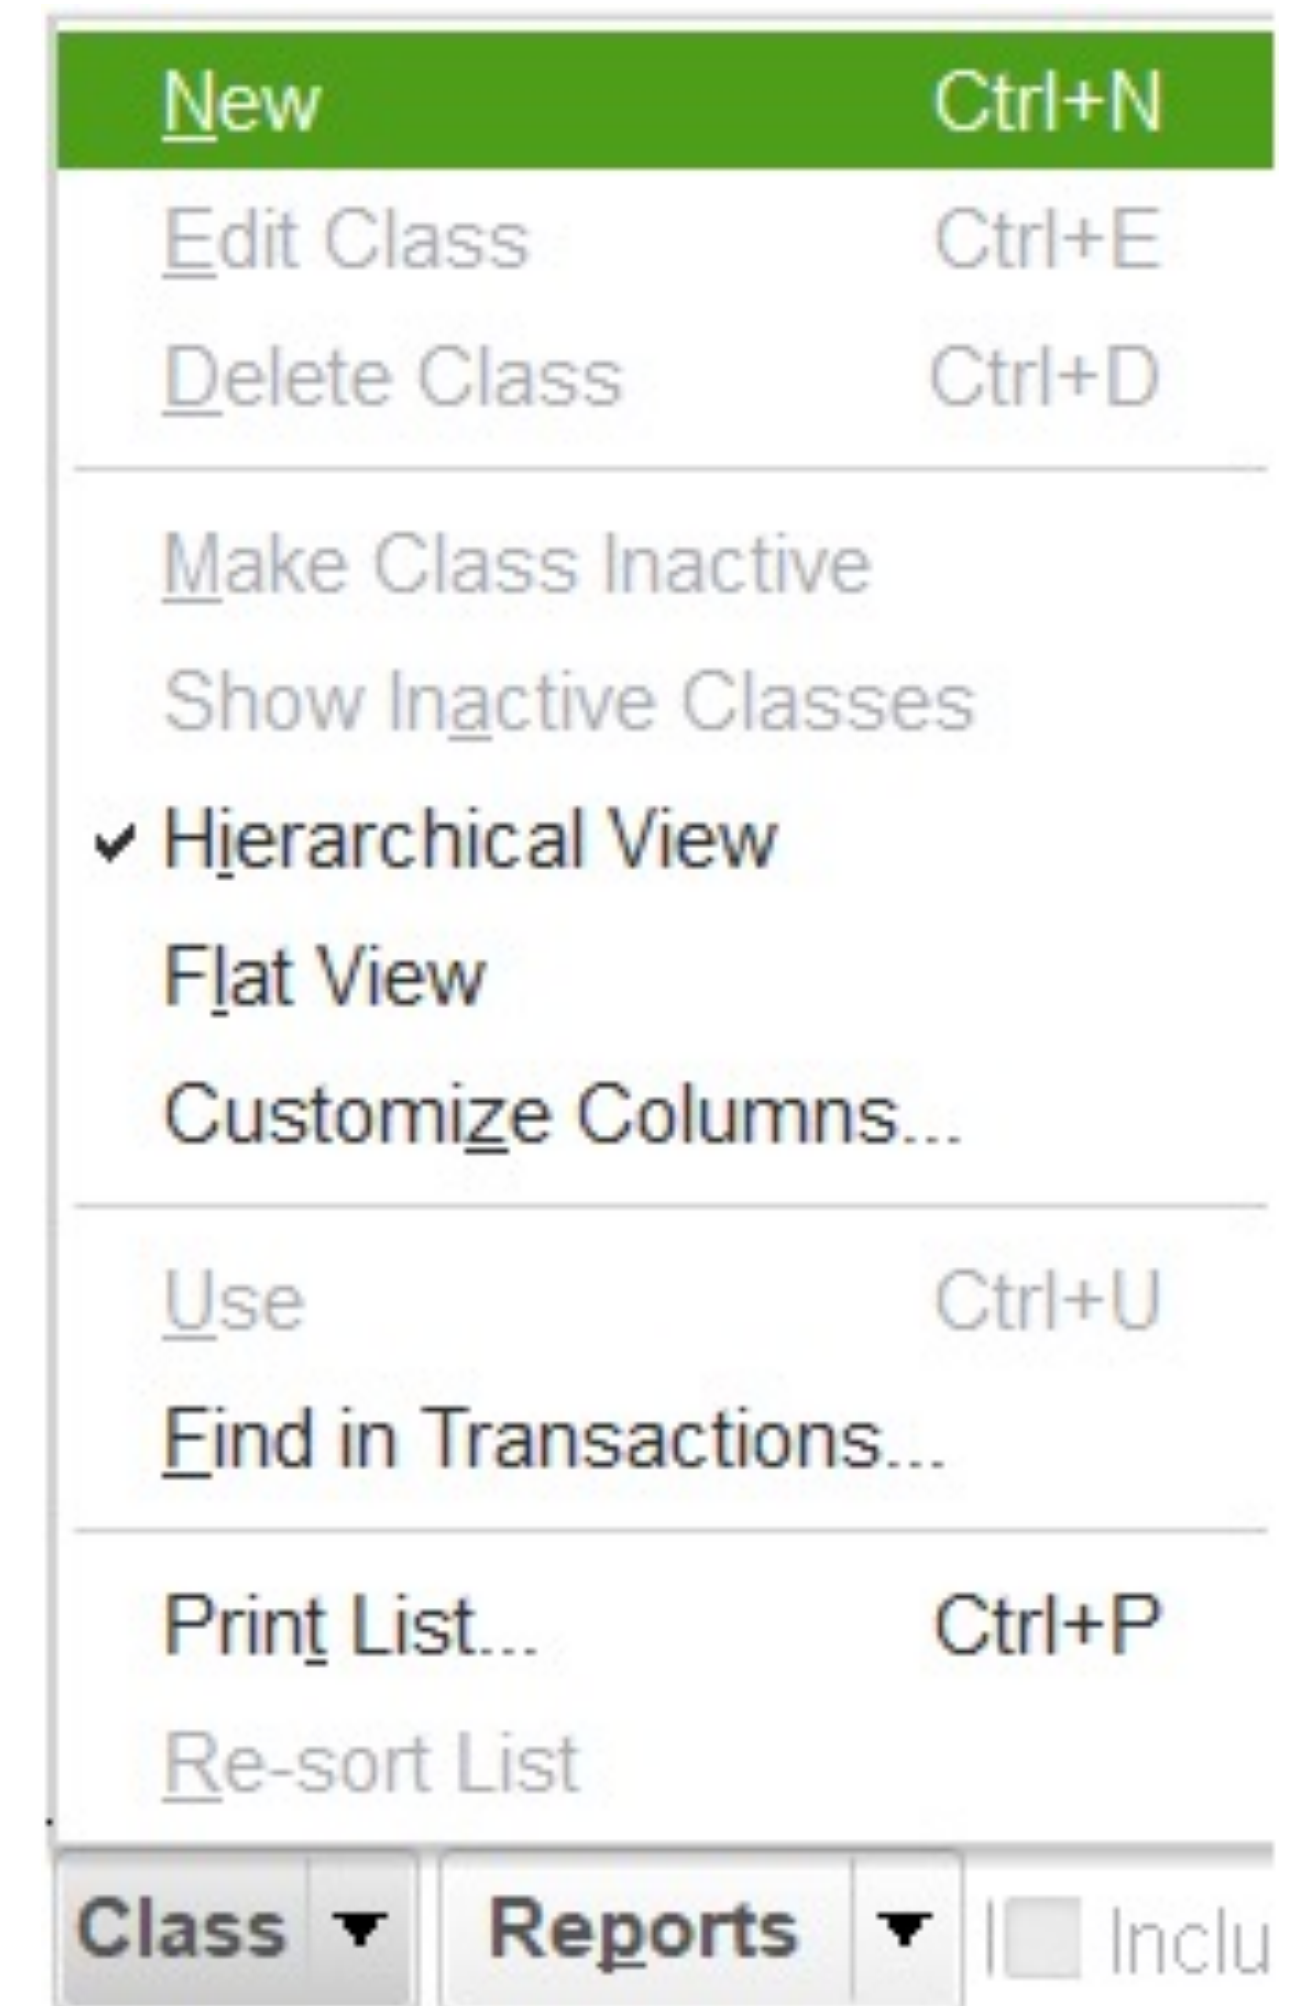 New Ctrl+N
Edit Class Ctrl+E
Delete Class Ctrl+D
Make Class Inactive
Show Inactive Classes
Hierarchical View
Flat View
Customize Columns...
Use Ctrl+U
Find in Transactions...
Print List... Ctrl+P
Re-sort List
Class Reports Inclu